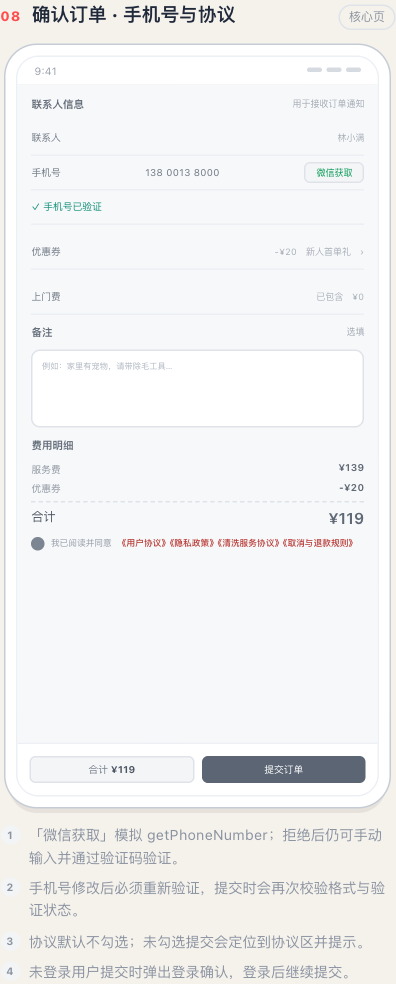 08 确认订单 · 手机号与协议 核心页
9:41
联系人信息 用于接收订单通知
联系人 林小满
手机号 138 0013 8000 微信获取
✓ 手机号已验证
优惠券 -¥20 新人首单礼 ›
上门费 已包含 ¥0
备注 选填
例如：家里有宠物，请带除毛工具…
费用明细
服务费 ¥139
优惠券 -¥20
合计 ¥119
我已阅读并同意 《用户协议》《隐私政策》《清洗服务协议》《取消与退款规则》
合计 ¥119 提交订单
1 「微信获取」模拟 getPhoneNumber；拒绝后仍可手动
输入并通过验证码验证。
2 手机号修改后必须重新验证，提交时会再次校验格式与验
证状态。
3 协议默认不勾选；未勾选提交会定位到协议区并提示。
4 未登录用户提交时弹出登录确认，登录后继续提交。